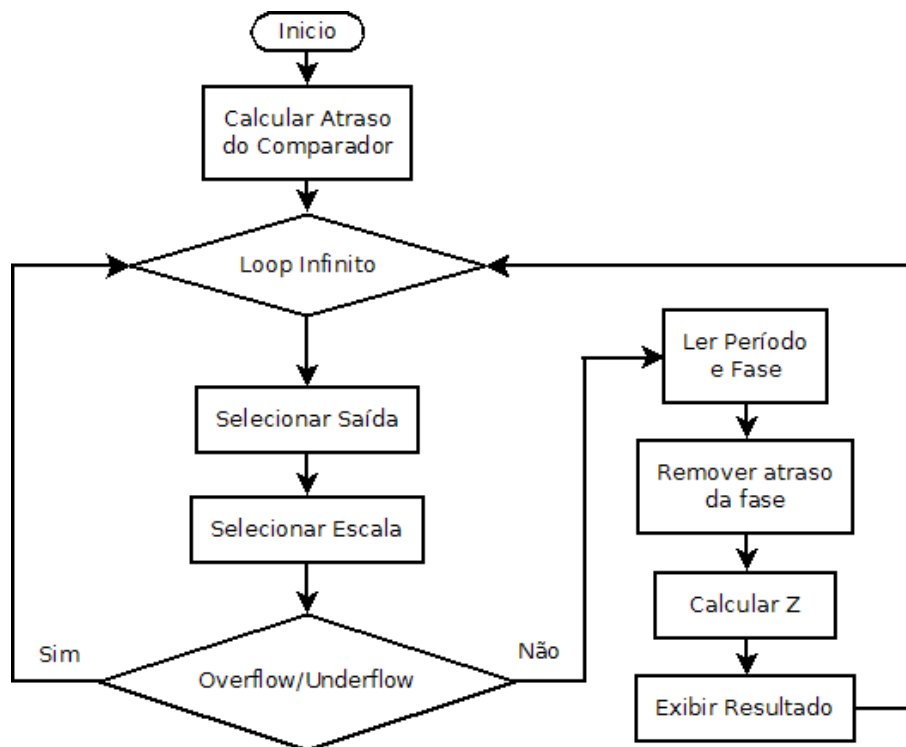 Inicio
Calcular Atraso
do Comparador
Loop Infinito
Selecionar Saída
Selecionar Escala
Overflow/Underflow
Sim
Não
Ler Período
e Fase
Remover atraso
da fase
Calcular Z
Exibir Resultado